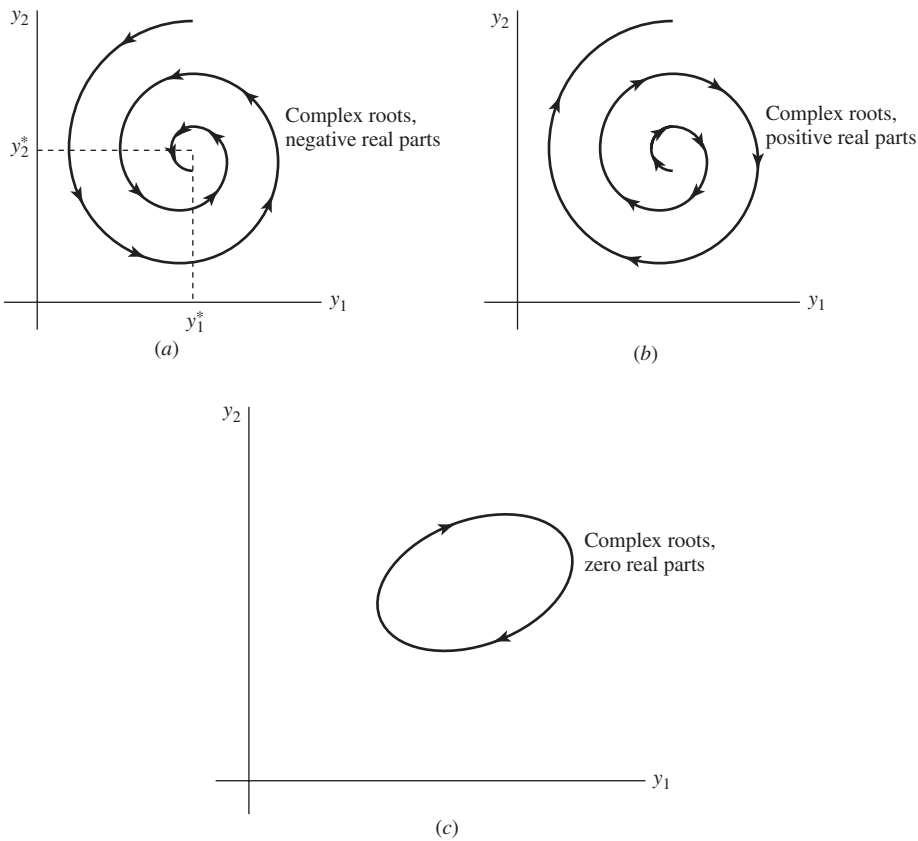 y₂
Complex roots,
negative real parts
y₂*
y₁
y₁*
(a)
y₂
Complex roots,
positive real parts
y₁
(b)
y₂
Complex roots,
zero real parts
y₁
(c)